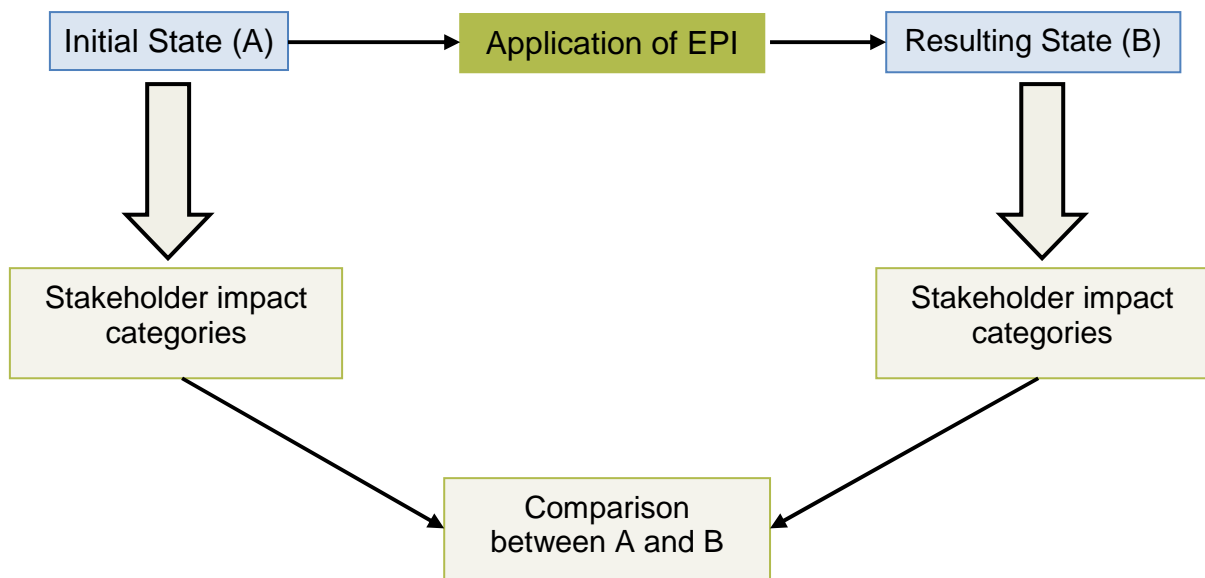 Initial State (A)
Application of EPI
Resulting State (B)
Stakeholder impact
categories
Stakeholder impact
categories
Comparison
between A and B